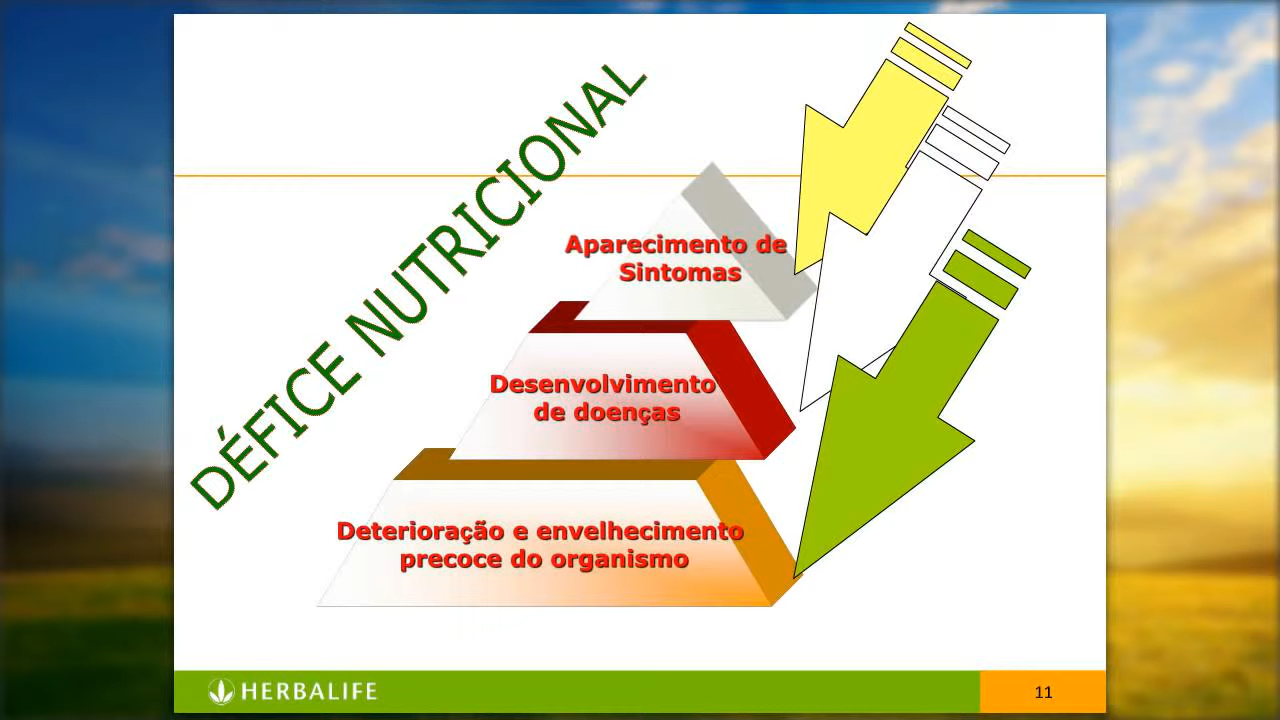 DÉFICE NUTRICIONAL
Aparecimento de
Sintomas
Desenvolvimento
de doenças
Deterioração e envelhecimento
precoce do organismo
HERBALIFE
11